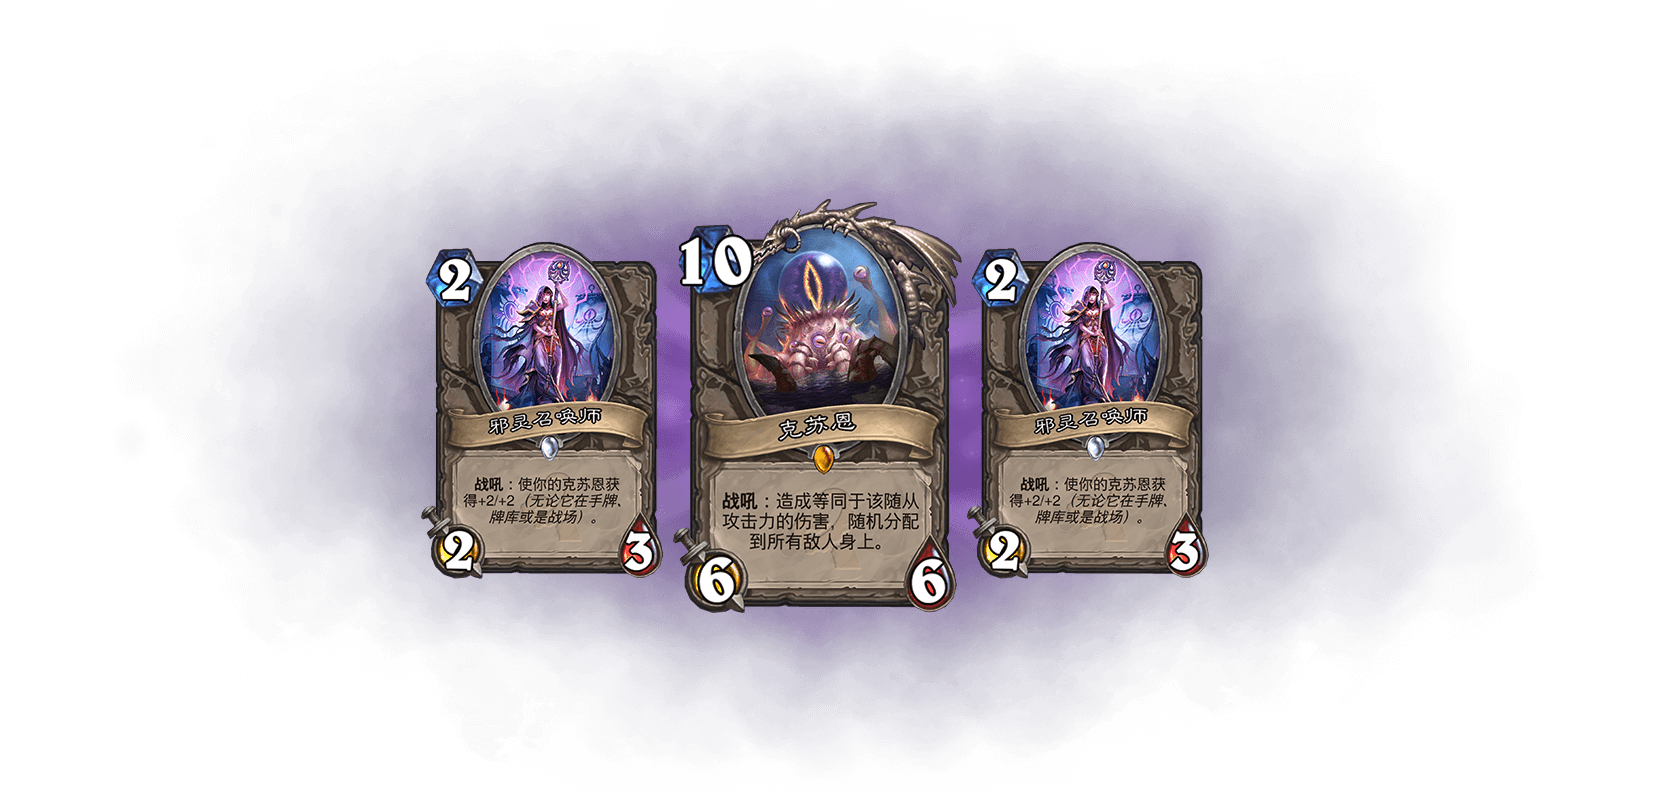 2
邪灵召唤师
战吼：使你的克苏恩获
得+2/+2（无论它在手牌、
牌库或是战场）。
2
3
10
克苏恩
战吼：造成等同于该随从
攻击力的伤害，随机分配
到所有敌人身上。
6
6
2
邪灵召唤师
战吼：使你的克苏恩获
得+2/+2（无论它在手牌、
牌库或是战场）。
2
3